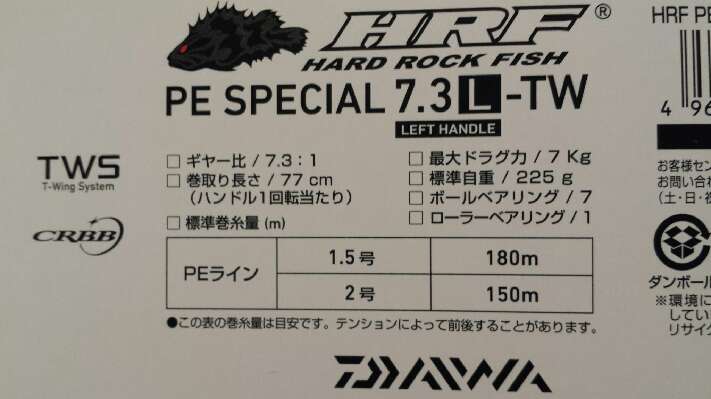 HRF®
HARD ROCK FISH
PE SPECIAL 7.3L-TW
LEFT HANDLE
TWS
T-Wing System
CRBB
□ ギヤー比 / 7.3：1
□ 巻取り長さ / 77 cm
（ハンドル1回転当たり）
□ 標準巻糸量 (m)
□ 最大ドラグ力 / 7 Kg
□ 標準自重 / 225 g
□ ボールベアリング / 7
□ ローラーベアリング / 1
PEライン
1.5 号 180m
2 号 150m
●この表の巻糸量は目安です。テンションによって前後することがあります。
DAIWA
HRF PE
4 96
お客様セン
お問い合わ
（土・日・祝
ダンボール
※環境に
してい
リサイク